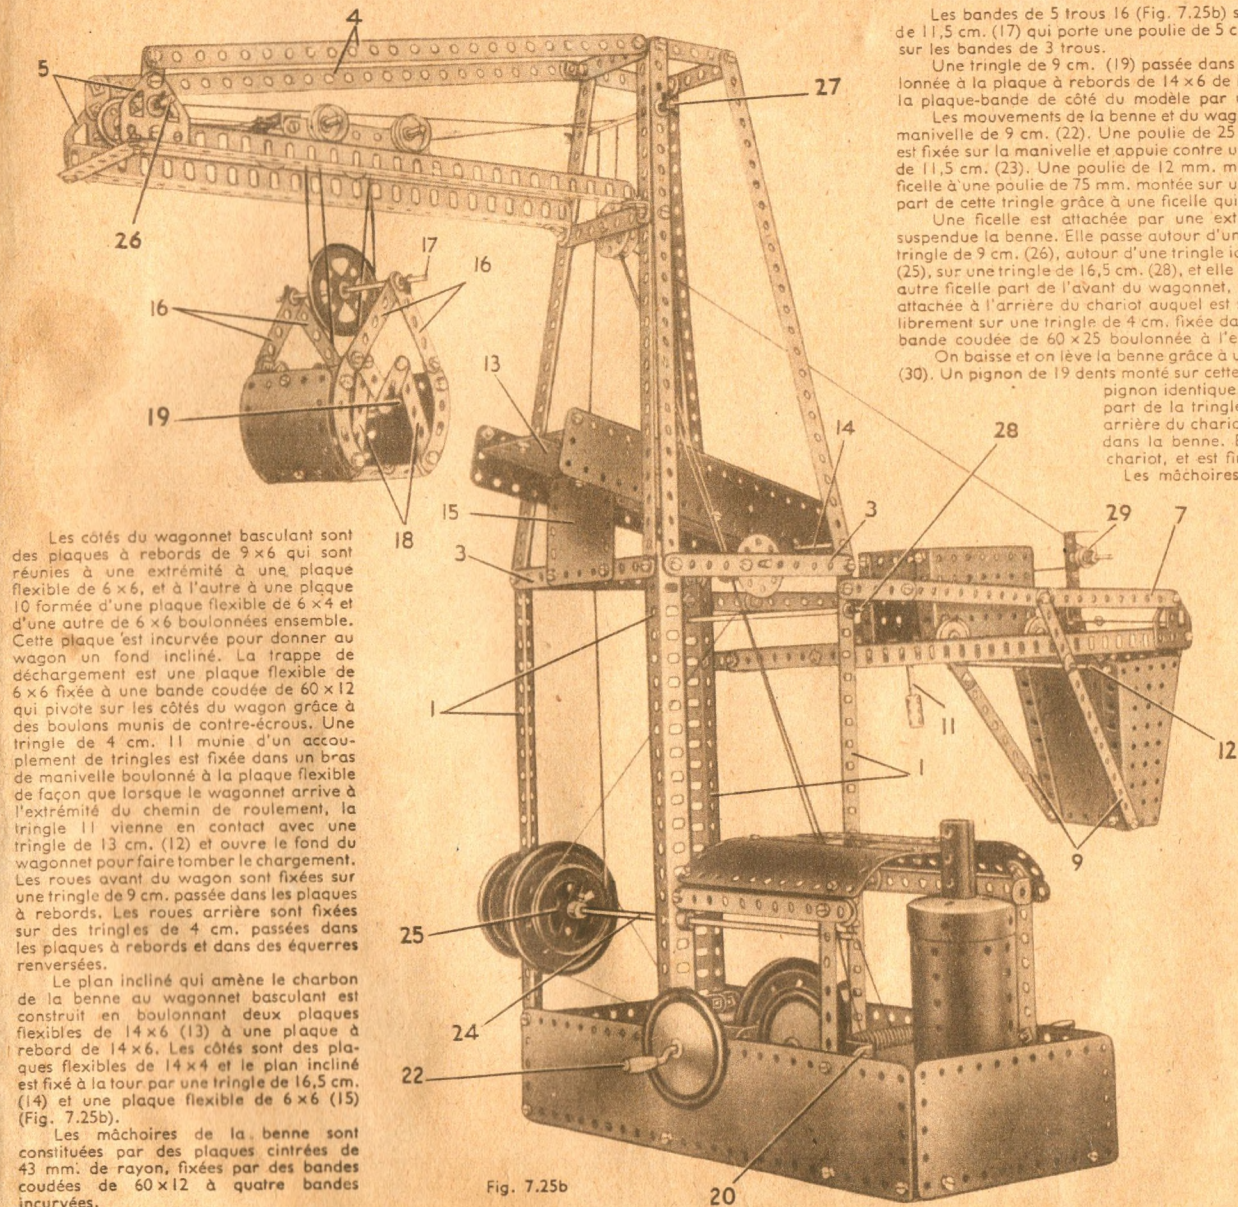 Les côtés du wagonnet basculant sont
des plaques à rebords de 9 × 6 qui sont
réunies à une extrémité à une plaque
flexible de 6 × 6, et à l'autre à une plaque
10 formée d'une plaque flexible de 6 × 4 et
d'une autre de 6 × 6 boulonnées ensemble.
Cette plaque est incurvée pour donner au
wagon un fond incliné. La trappe de
déchargement est une plaque flexible de
6 × 6 fixée à une bande coudée de 60 × 12
qui pivote sur les côtés du wagon grâce à
des boulons munis de contre-écrous. Une
tringle de 4 cm. 11 munie d'un accou-
plement de tringles est fixée dans un bras
de manivelle boulonné à la plaque flexible
de façon que lorsque le wagonnet arrive à
l'extrémité du chemin de roulement, la
tringle 11 vienne en contact avec une
tringle de 13 cm. (12) et ouvre le fond du
wagonnet pour faire tomber le chargement.
Les roues avant du wagon sont fixées sur
une tringle de 9 cm. passée dans les plaques
à rebords. Les roues arrière sont fixées
sur des tringles de 4 cm. passées dans
les plaques à rebords et dans des équerres
renversées.
Le plan incliné qui amène le charbon
de la benne au wagonnet basculant est
construit en boulonnant deux plaques
flexibles de 14 × 6 (13) à une plaque à
rebord de 14 × 6. Les côtés sont des pla-
ques flexibles de 14 × 4 et le plan incliné
est fixé à la tour par une tringle de 16,5 cm.
(14) et une plaque flexible de 6 × 6 (15)
(Fig. 7.25b).
Les mâchoires de la benne sont
constituées par des plaques cintrées de
43 mm. de rayon, fixées par des bandes
coudées de 60 × 12 à quatre bandes
incurvées.
Les bandes de 5 trous 16 (Fig. 7.25b) s
de 11,5 cm. (17) qui porte une poulie de 5 c
sur les bandes de 3 trous.
Une tringle de 9 cm. (19) passée dans
lonnée à la plaque à rebords de 14 × 6 de l
la plaque-bande de côté du modèle par u
Les mouvements de la benne et du wag
manivelle de 9 cm. (22). Une poulie de 25
est fixée sur la manivelle et appuie contre u
de 11,5 cm. (23). Une poulie de 12 mm. m
ficelle à une poulie de 75 mm. montée sur u
part de cette tringle grâce à une ficelle qui
Une ficelle est attachée par une ext
suspendue la benne. Elle passe autour d'un
tringle de 9 cm. (26), autour d'une tringle id
(25), sur une tringle de 16,5 cm. (28), et elle
autre ficelle part de l'avant du wagonnet,
attachée à l'arrière du chariot auquel est
librement sur une tringle de 4 cm. fixée da
bande coudée de 60 × 25 boulonnée à l'e
On baisse et on lève la benne grâce à u
(30). Un pignon de 19 dents monté sur cette
pignon identique
part de la tringle
arrière du chario
dans la benne. E
chariot, et est fin
Les mâchoires
4
5
27
26
17
16
16
19
18
13
14
28
15
3
3
29
7
1
11
1
12
9
25
24
22
20
Fig. 7.25b